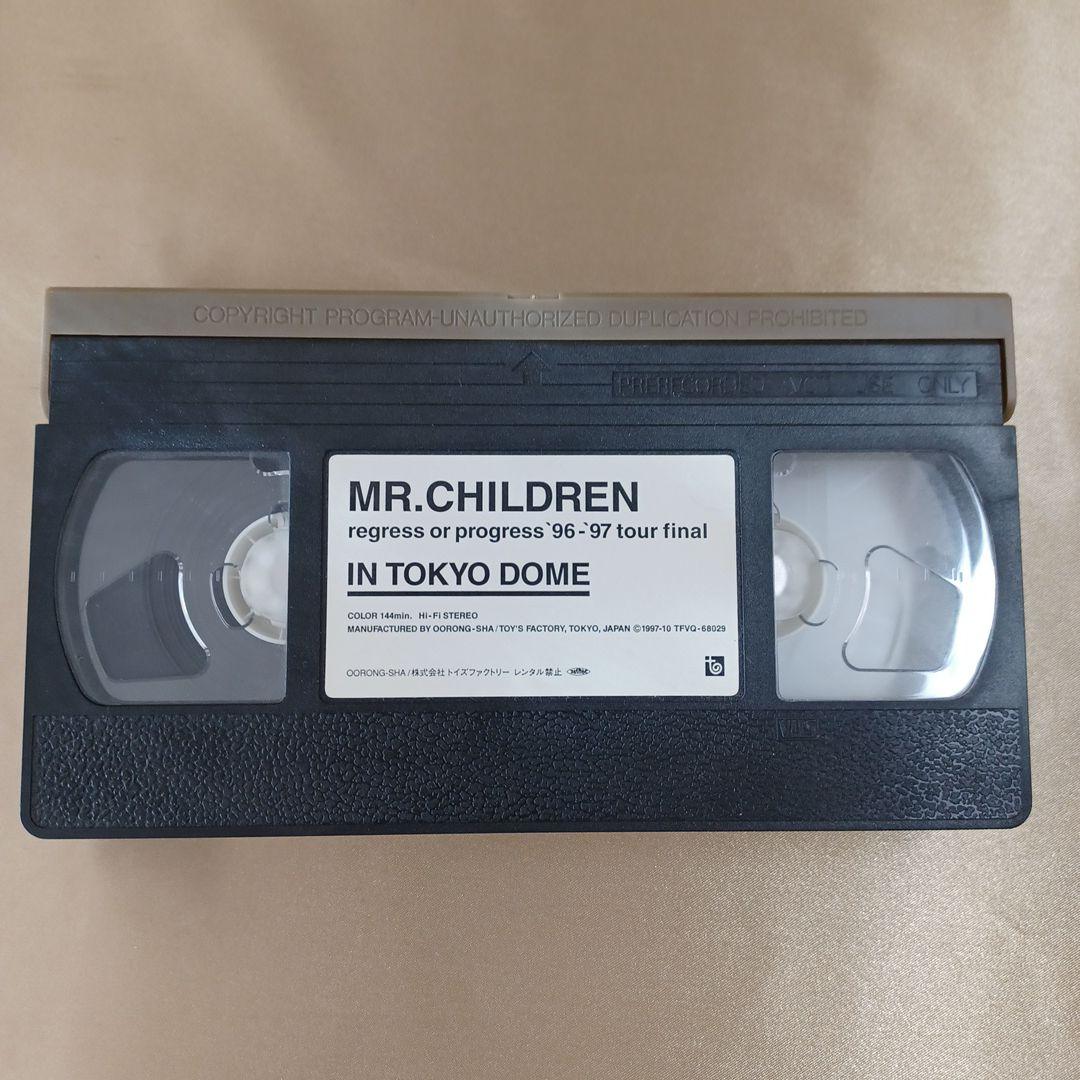 COPYRIGHT PROGRAM-UNAUTHORIZED DUPLICATION PROHIBITED
PRERECORDED USE ONLY
MR.CHILDREN
regress or progress`96-`97 tour final
IN TOKYO DOME
COLOR 144min. Hi-Fi STEREO
MANUFACTURED BY OORONG-SHA/TOY'S FACTORY, TOKYO, JAPAN ©1997-10 TFVQ-68029
OORONG-SHA/株式会社トイズファクトリー レンタル禁止
VHS